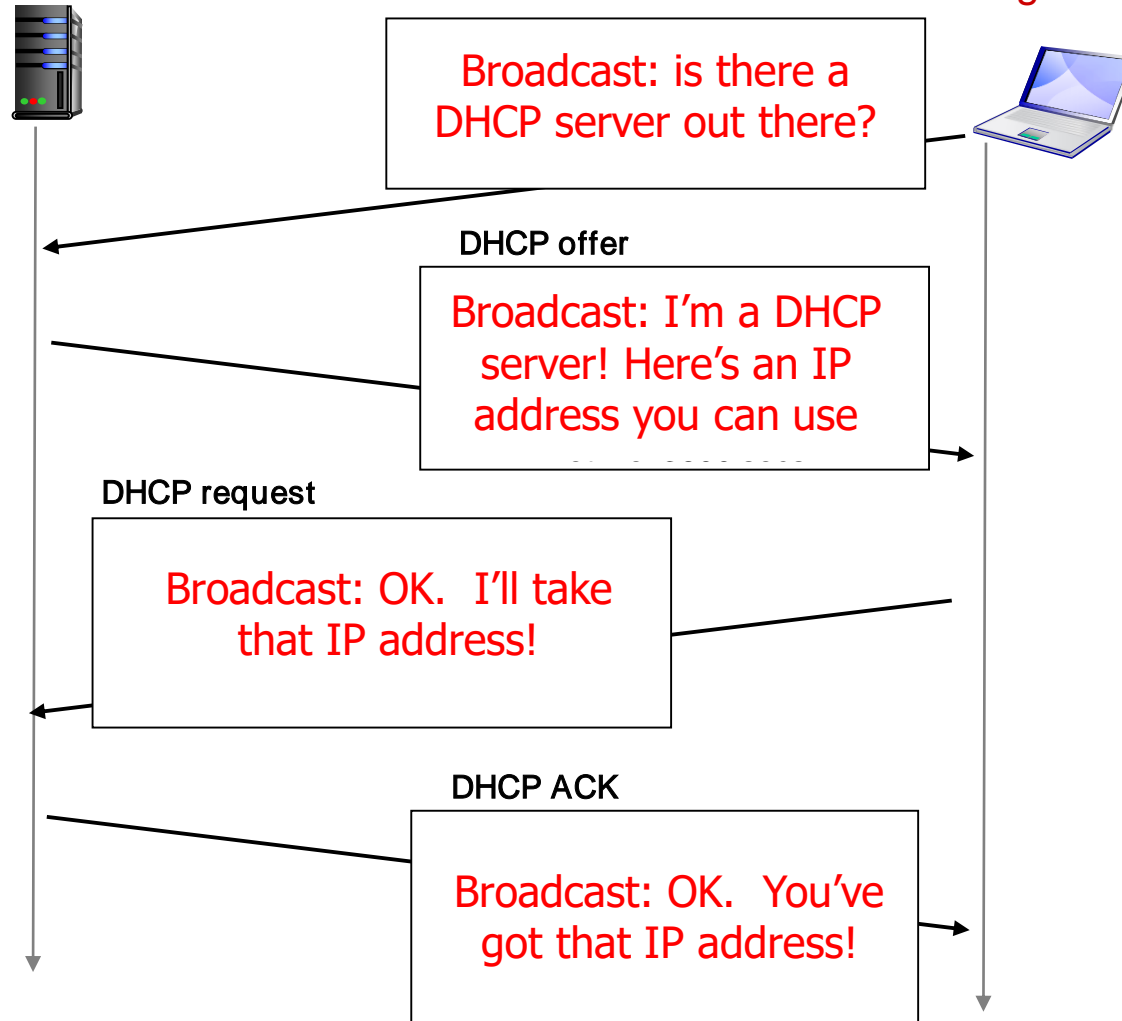 Broadcast: is there a
DHCP server out there?
DHCP offer
Broadcast: I’m a DHCP
server! Here’s an IP
address you can use
DHCP request
Broadcast: OK.  I’ll take
that IP address!
DHCP ACK
Broadcast: OK.  You’ve
got that IP address!